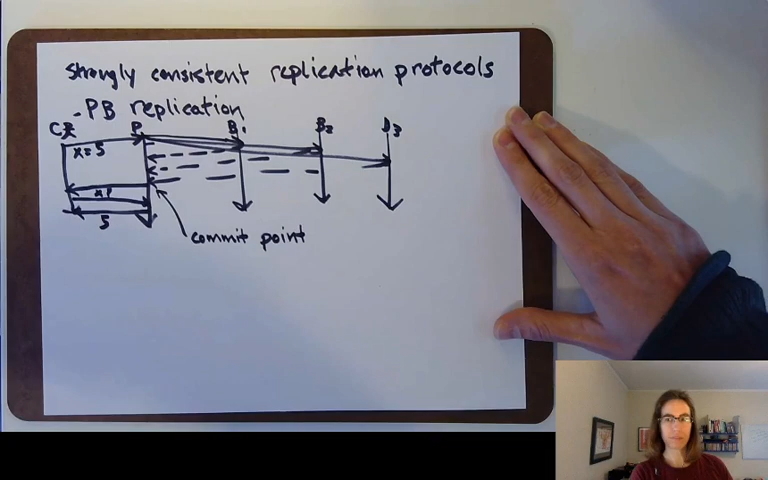 Strongly consistent replication protocols
- PB replication
P B₁ B₂ B₃
x=5
5
commit point